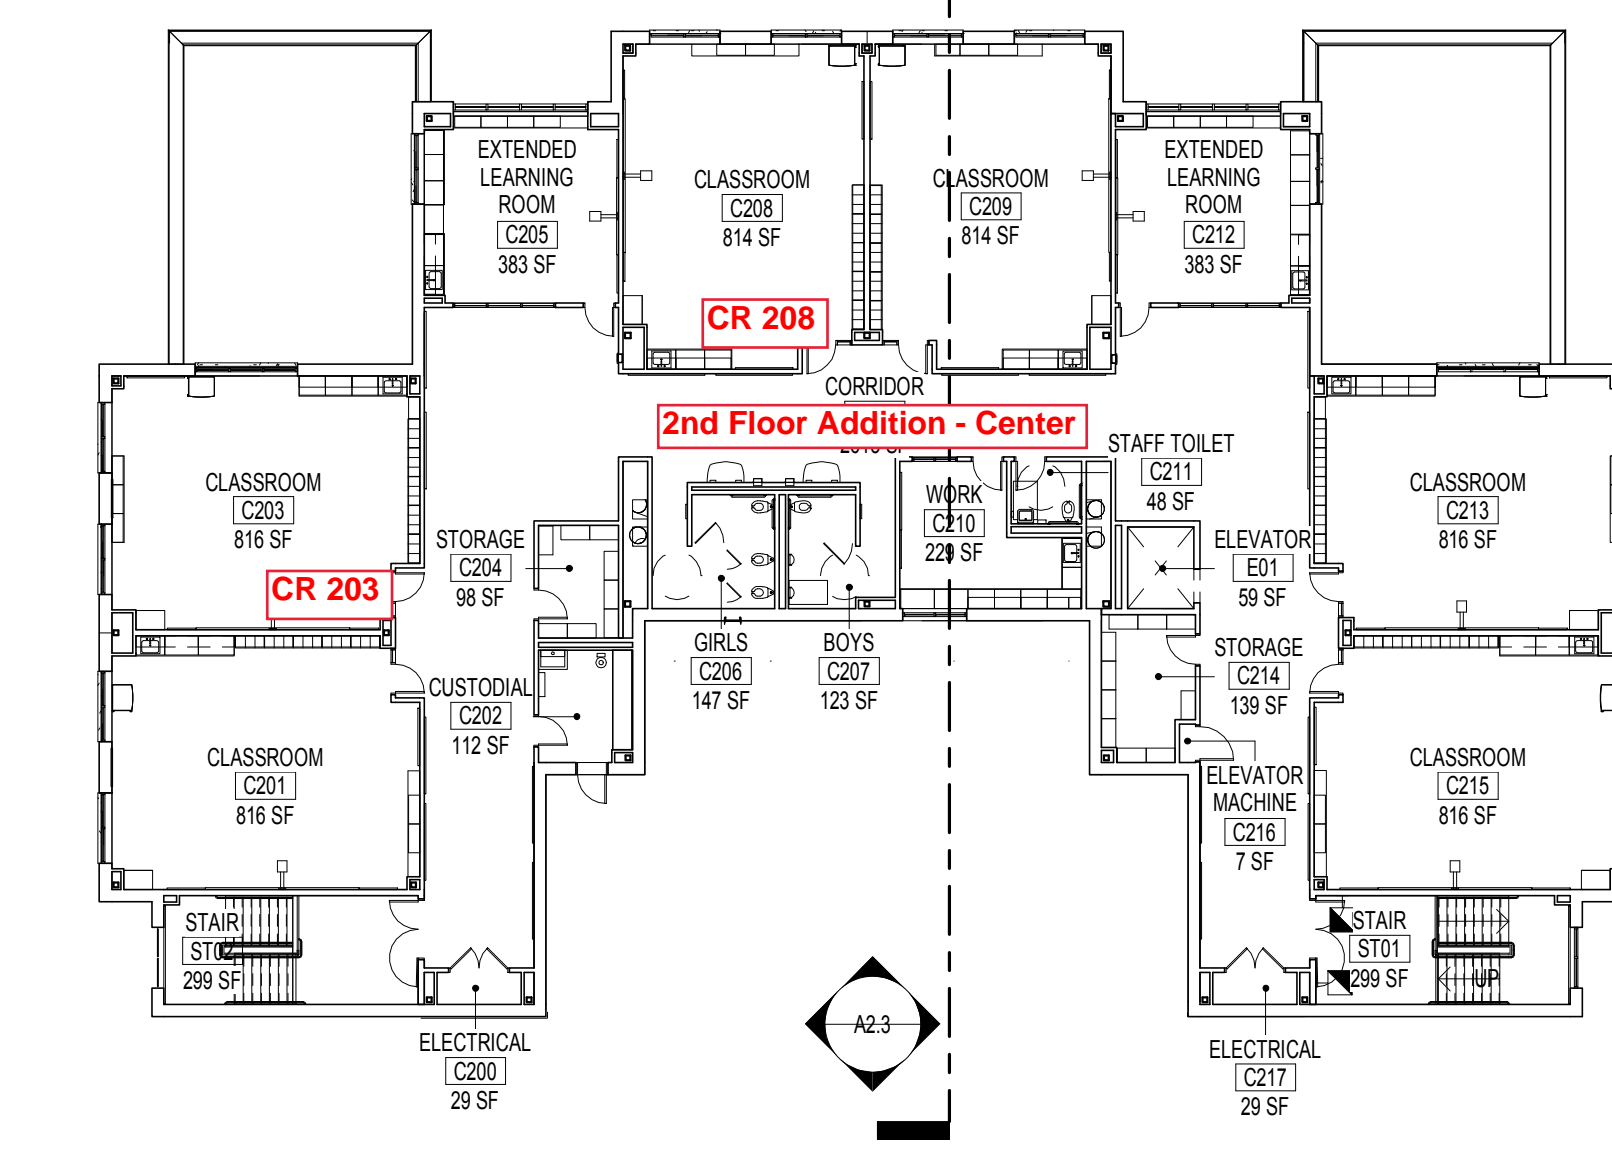 EXTENDED
LEARNING
ROOM
C205
383 SF
CLASSROOM
C208
814 SF
CLASSROOM
C209
814 SF
EXTENDED
LEARNING
ROOM
C212
383 SF
CR 208
CORRIDOR
2nd Floor Addition - Center
CLASSROOM
C203
816 SF
CR 203
STORAGE
C204
98 SF
WORK
C210
229 SF
STAFF TOILET
C211
48 SF
ELEVATOR
E01
59 SF
CLASSROOM
C213
816 SF
GIRLS
C206
147 SF
BOYS
C207
123 SF
STORAGE
C214
139 SF
CUSTODIAL
C202
112 SF
CLASSROOM
C201
816 SF
ELEVATOR
MACHINE
C216
7 SF
CLASSROOM
C215
816 SF
STAIR
ST02
299 SF
STAIR
ST01
299 SF
UP
A2.3
ELECTRICAL
C200
29 SF
ELECTRICAL
C217
29 SF